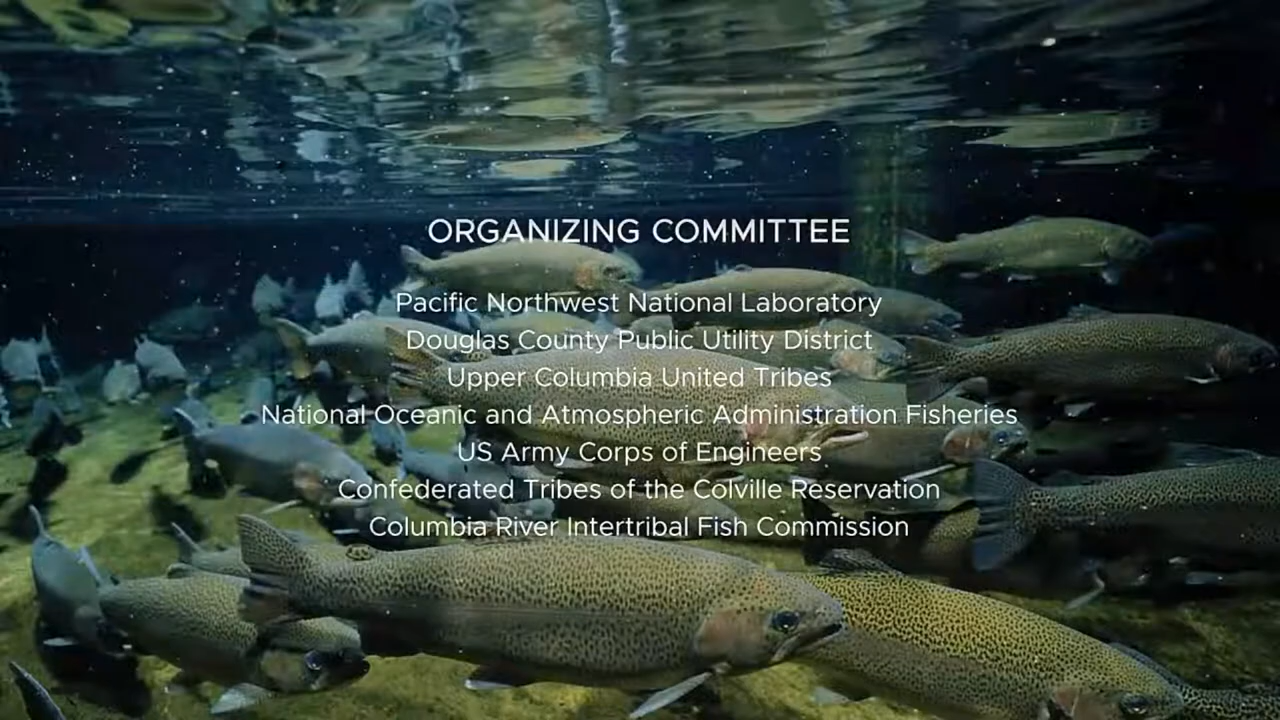 ORGANIZING COMMITTEE
Pacific Northwest National Laboratory
Douglas County Public Utility District
Upper Columbia United Tribes
National Oceanic and Atmospheric Administration Fisheries
US Army Corps of Engineers
Confederated Tribes of the Colville Reservation
Columbia River Intertribal Fish Commission